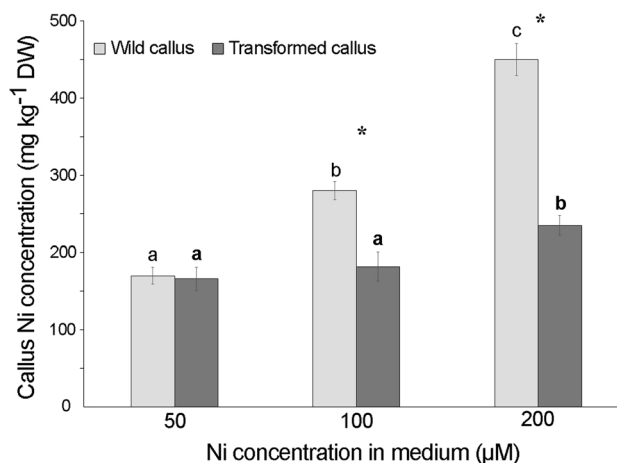 500
Wild callus Transformed callus
c *
400
*
b
300
b
200
a a a
100
0
50 100 200
Callus Ni concentration (mg kg⁻¹ DW)
Ni concentration in medium (µM)